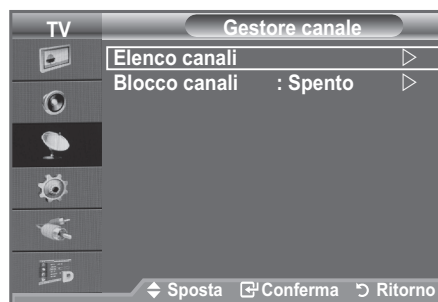 TV
Gestore canale
Elenco canali
Blocco canali : Spento
Sposta Conferma Ritorno